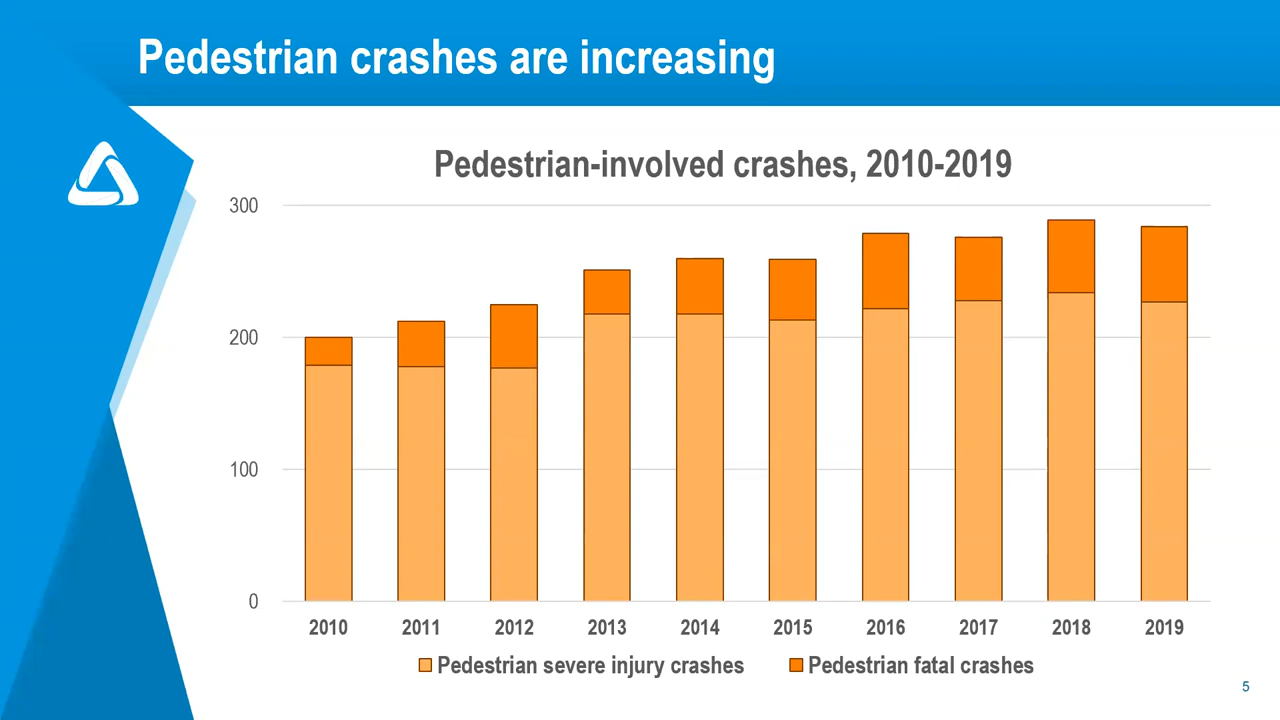 Pedestrian crashes are increasing
Pedestrian-involved crashes, 2010-2019
300
200
100
0
2010 2011 2012 2013 2014 2015 2016 2017 2018 2019
Pedestrian severe injury crashes Pedestrian fatal crashes
5